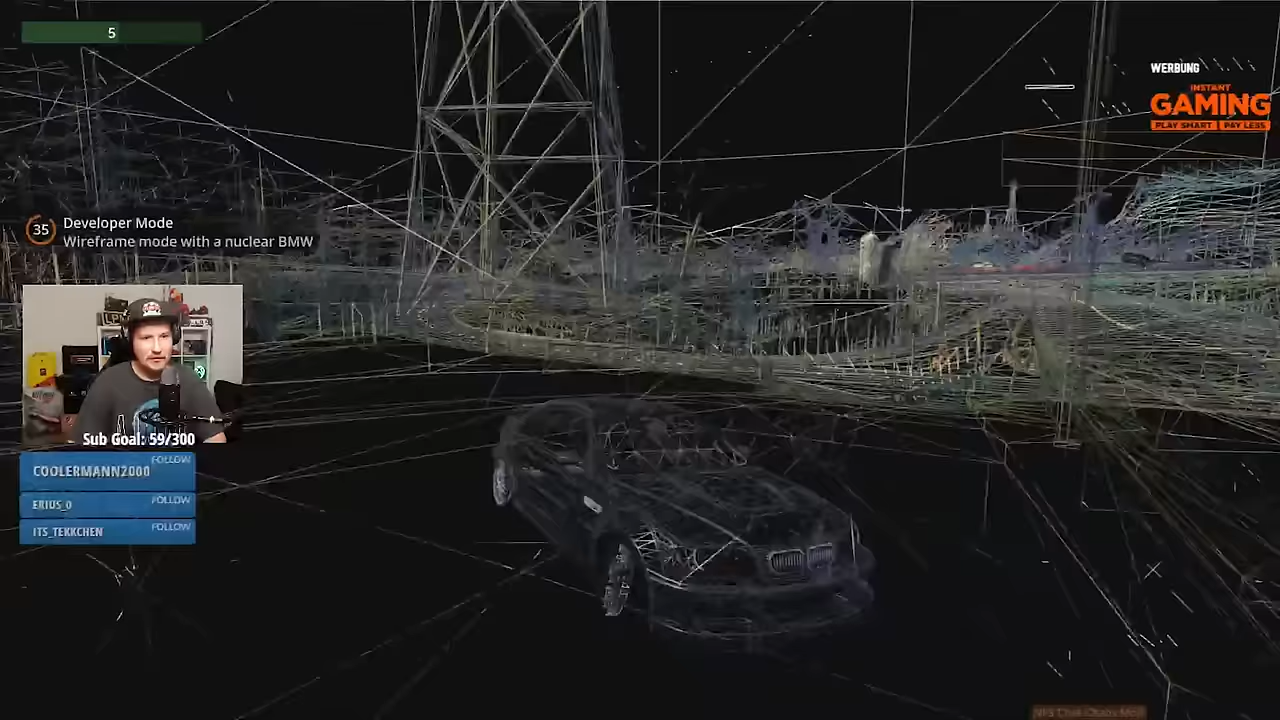 5
WERBUNG
INSTANT
GAMING
PLAY SMART PAY LESS
35
Developer Mode
Wireframe mode with a nuclear BMW
LPN
Sub Goal: 59/300
COOLERMANN2000 FOLLOW
ERIUS_0 FOLLOW
ITS_TEKKCHEN FOLLOW